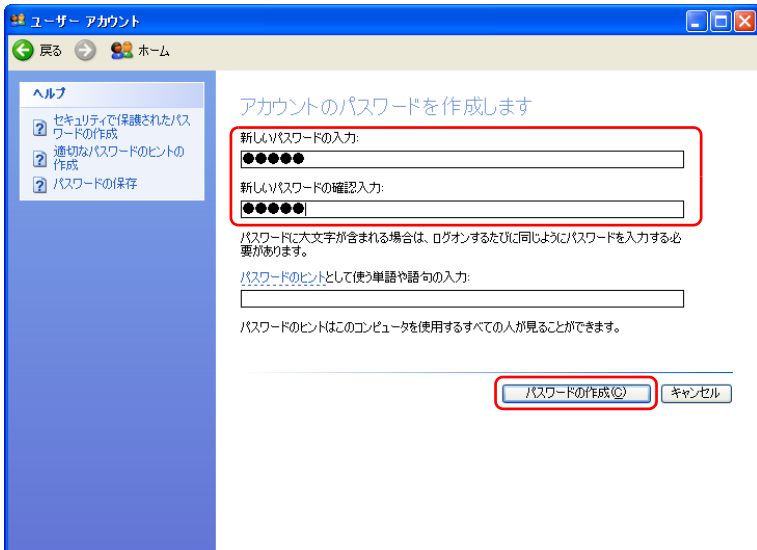 ユーザー アカウント
戻る ホーム
ヘルプ
セキュリティで保護されたパス
ワードの作成
適切なパスワードのヒントの
作成
パスワードの保存
アカウントのパスワードを作成します
新しいパスワードの入力:
●●●●●
新しいパスワードの確認入力:
●●●●●
パスワードに大文字が含まれる場合は、ログオンするたびに同じようにパスワードを入力する必
要があります。
パスワードのヒントとして使う単語や語句の入力:
パスワードのヒントはこのコンピュータを使用するすべての人が見ることができます。
パスワードの作成(C) キャンセル